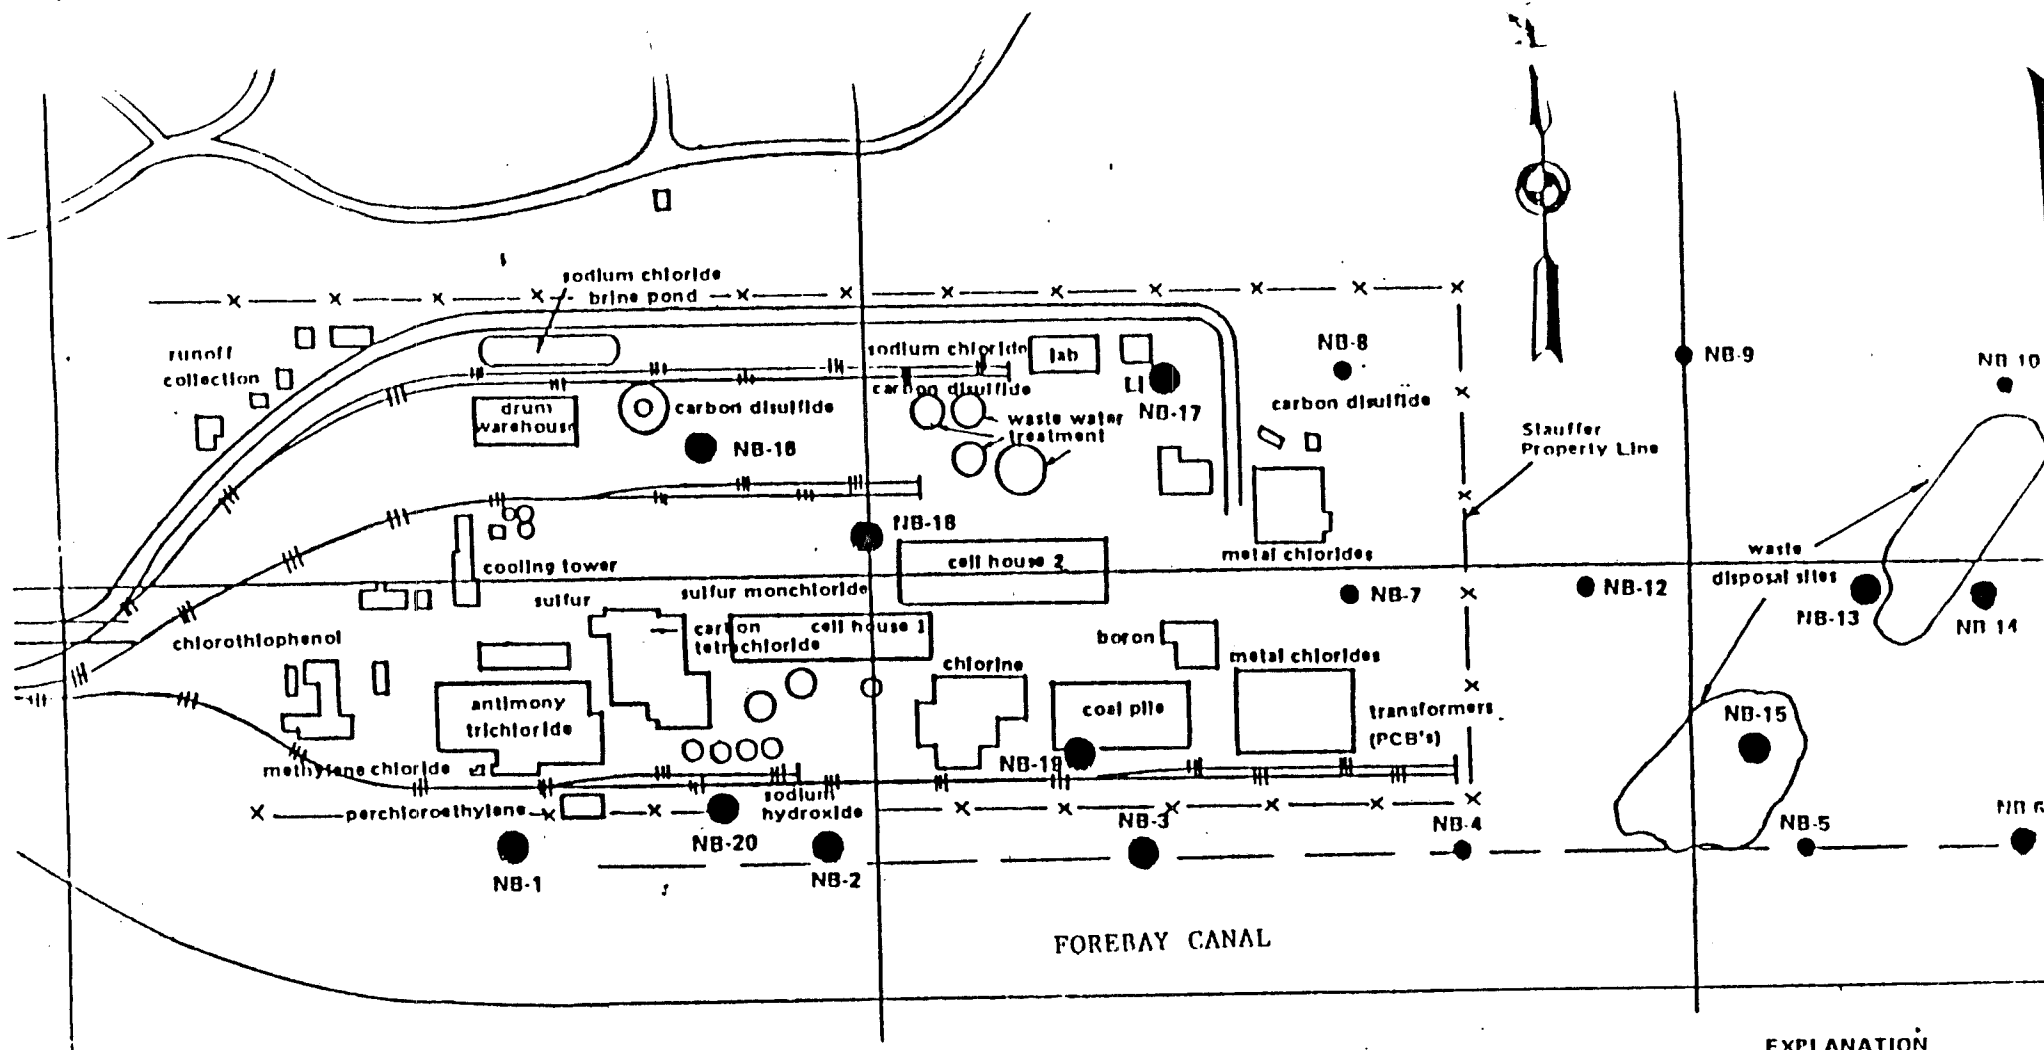 sodium chloride
brine pond
runoff
collection
sodium chloride
lab
NB-8
NB-9
NB 10
drum
warehouse
carbon disulfide
carbon disulfide
waste water
treatment
NB-17
carbon disulfide
Stauffer
Property Line
NB-18
cooling tower
cell house 2
metal chlorides
waste
disposal sites
sulfur
sulfur monchloride
NB-7
NB-12
NB-13
NB 14
chlorothiophenol
carbon
tetrachloride
cell house 1
boron
metal chlorides
chlorine
antimony
trichloride
coal pile
transformers
(PCB's)
NB-15
methylene chloride
NB-19
perchloroethylene
sodium
hydroxide
NB-20
NB-3
NB-4
NB-5
NB 6
NB-1
NB-2
FOREBAY CANAL
EXPLANATION